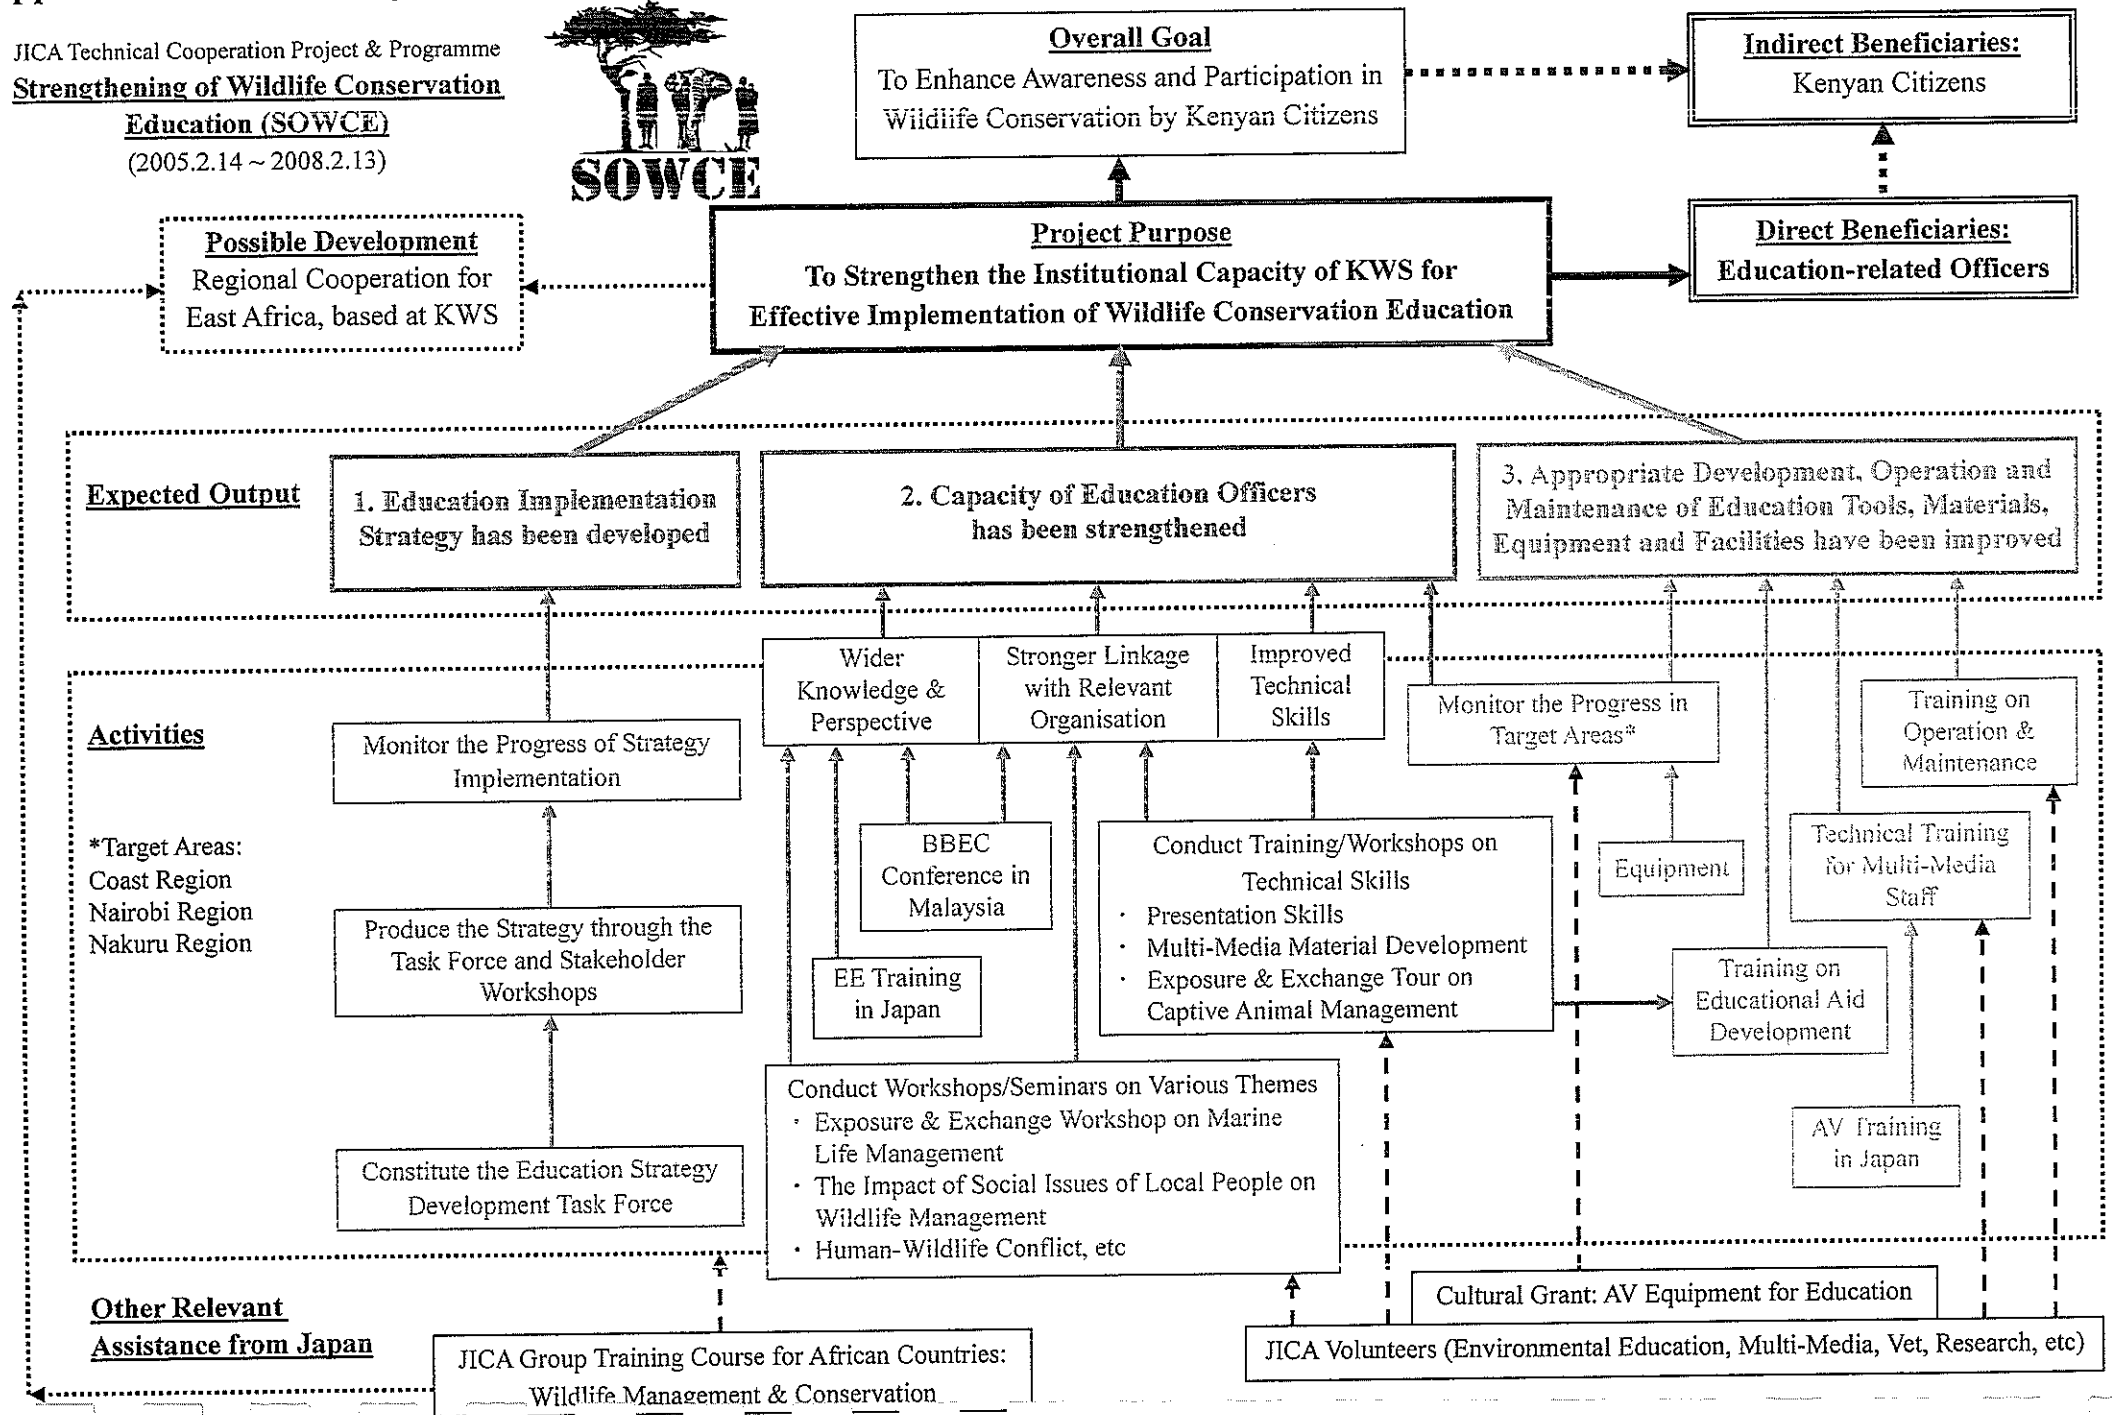 JICA Technical Cooperation Project & Programme
Strengthening of Wildlife Conservation
Education (SOWCE)
(2005.2.14 ~ 2008.2.13)
SOWCE
Overall Goal
To Enhance Awareness and Participation in
Wildlife Conservation by Kenyan Citizens
Indirect Beneficiaries:
Kenyan Citizens
Possible Development
Regional Cooperation for
East Africa, based at KWS
Project Purpose
To Strengthen the Institutional Capacity of KWS for
Effective Implementation of Wildlife Conservation Education
Direct Beneficiaries:
Education-related Officers
Expected Output
1. Education Implementation
Strategy has been developed
2. Capacity of Education Officers
has been strengthened
3. Appropriate Development, Operation and
Maintenance of Education Tools, Materials,
Equipment and Facilities have been improved
Activities
*Target Areas:
Coast Region
Nairobi Region
Nakuru Region
Monitor the Progress of Strategy
Implementation
Produce the Strategy through the
Task Force and Stakeholder
Workshops
Constitute the Education Strategy
Development Task Force
Wider
Knowledge &
Perspective
Stronger Linkage
with Relevant
Organisation
Improved
Technical
Skills
Monitor the Progress in
Target Areas*
Training on
Operation &
Maintenance
BBEC
Conference in
Malaysia
EE Training
in Japan
Conduct Training/Workshops on
Technical Skills
· Presentation Skills
· Multi-Media Material Development
· Exposure & Exchange Tour on
Captive Animal Management
Equipment
Technical Training
for Multi-Media
Staff
Training on
Educational Aid
Development
AV Training
in Japan
Conduct Workshops/Seminars on Various Themes
· Exposure & Exchange Workshop on Marine
Life Management
· The Impact of Social Issues of Local People on
Wildlife Management
· Human-Wildlife Conflict, etc
Other Relevant
Assistance from Japan
JICA Group Training Course for African Countries:
Wildlife Management & Conservation
Cultural Grant: AV Equipment for Education
JICA Volunteers (Environmental Education, Multi-Media, Vet, Research, etc)